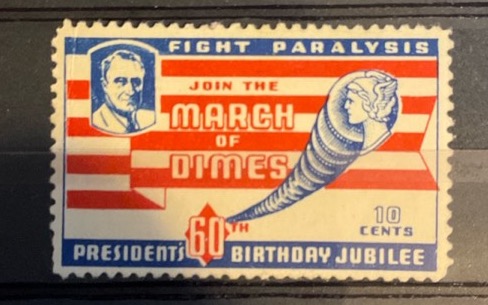 FIGHT PARALYSIS
JOIN THE
MARCH
OF
DIMES
10
CENTS
PRESIDENT'S 60TH BIRTHDAY JUBILEE